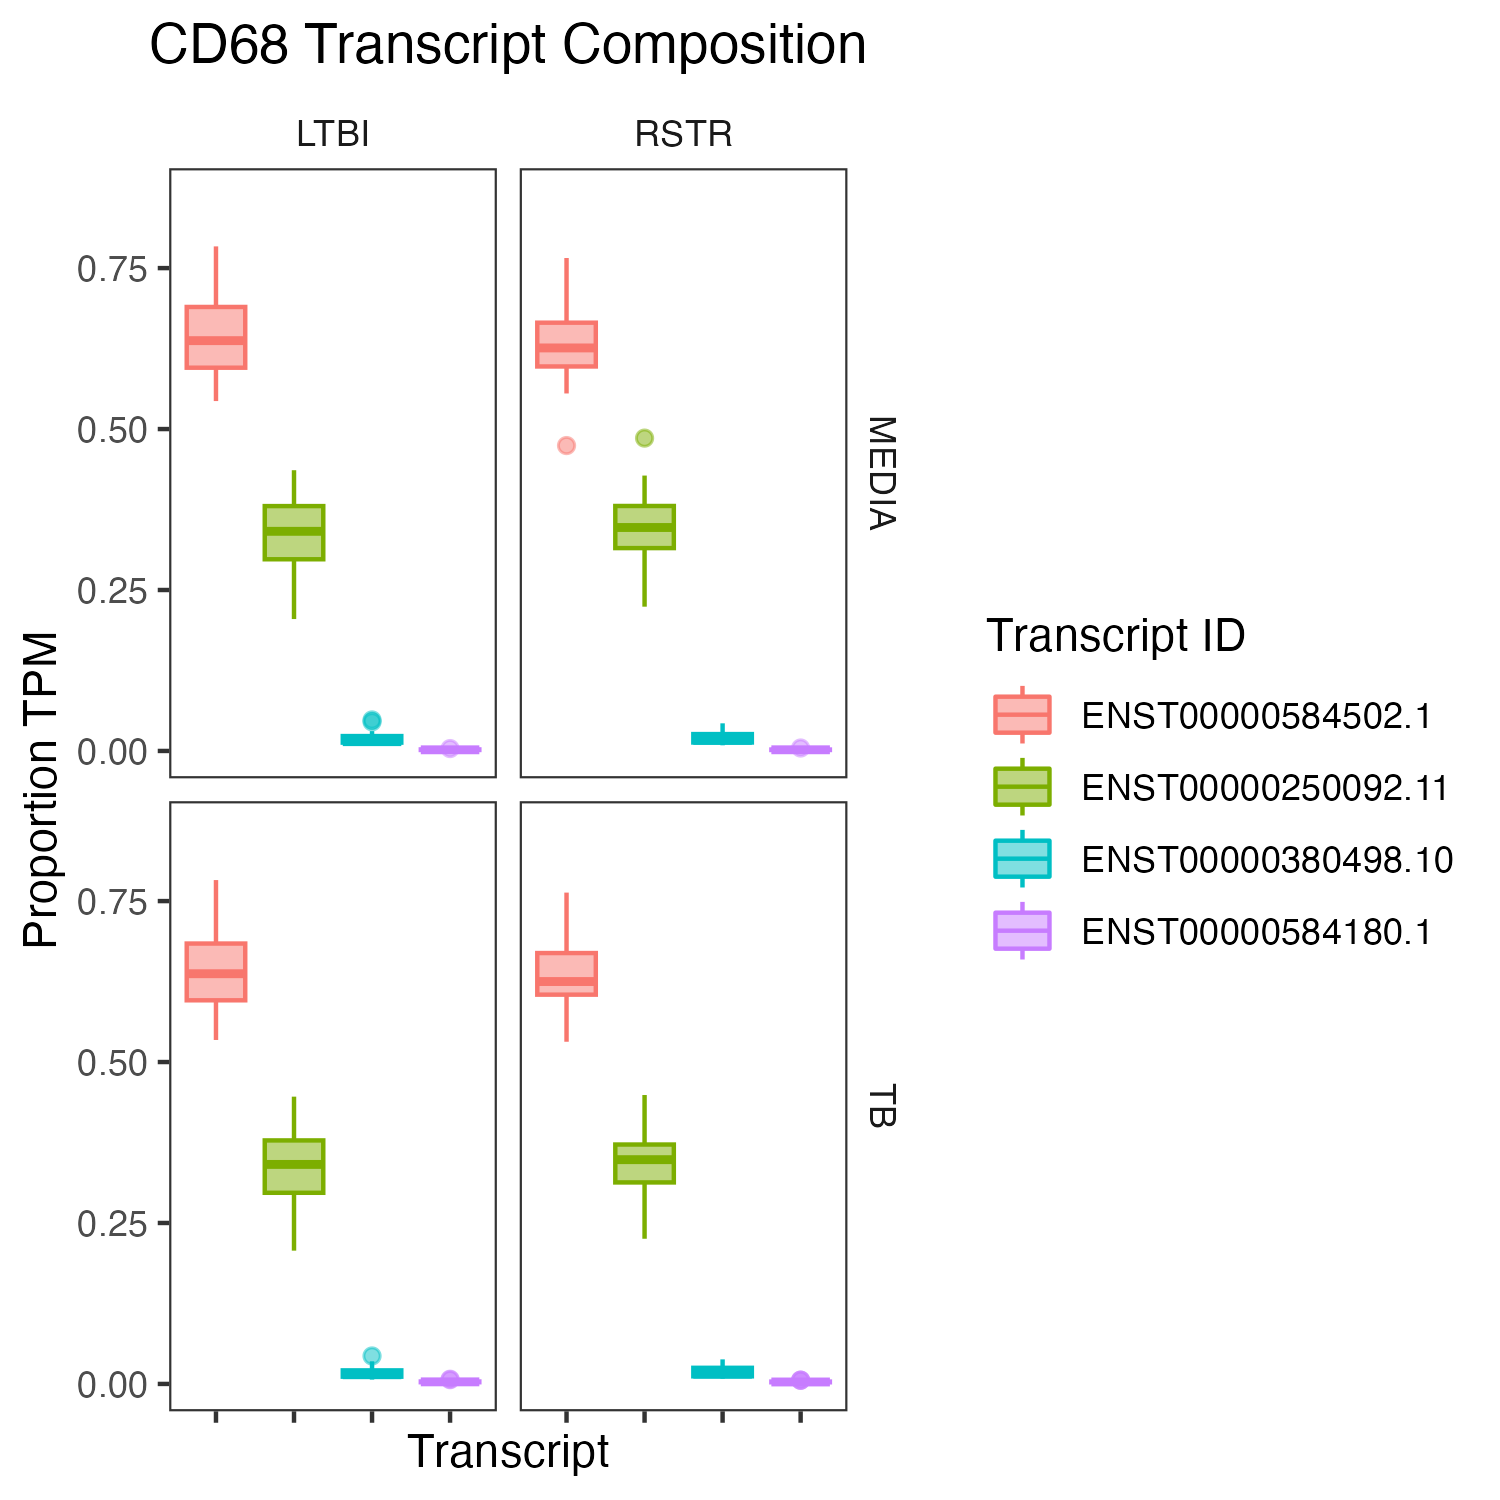 CD68 Transcript Composition
LTBI
RSTR
0.75
0.50
0.25
0.00
MEDIA
0.75
0.50
0.25
0.00
TB
Proportion TPM
Transcript
Transcript ID
ENST00000584502.1
ENST00000250092.11
ENST00000380498.10
ENST00000584180.1